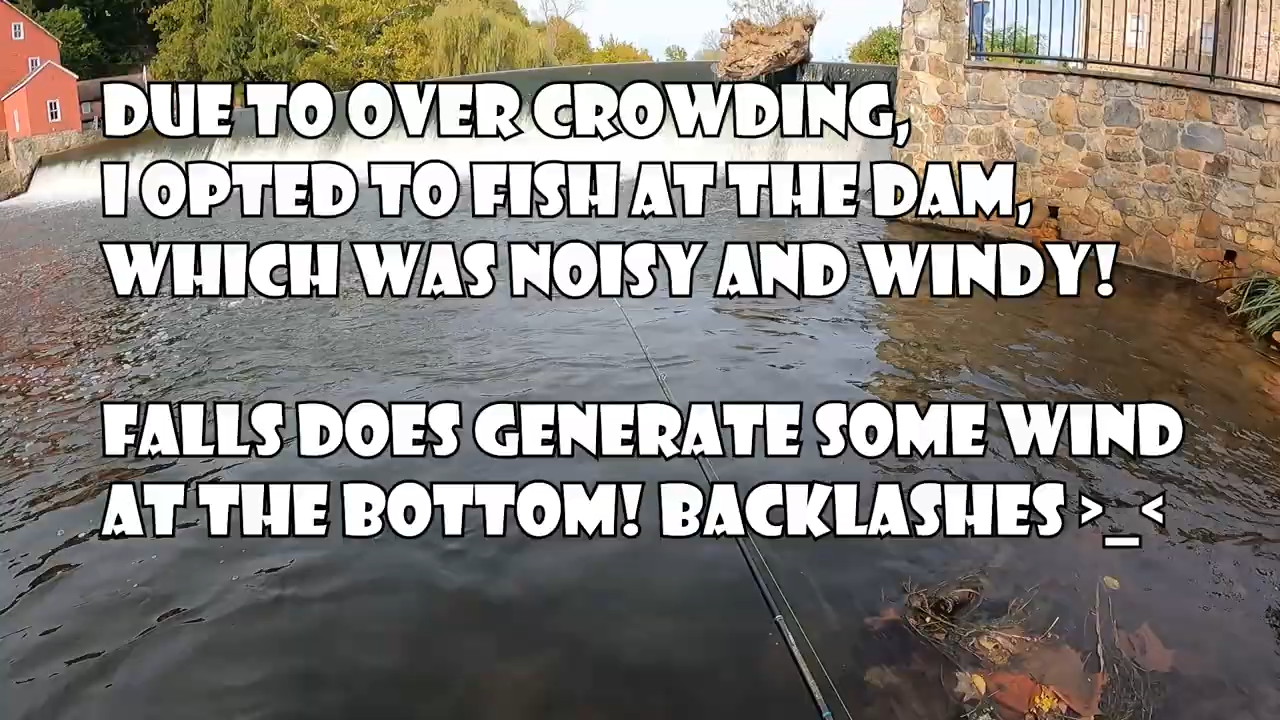 DUE TO OVER CROWDING,
I OPTED TO FISH AT THE DAM,
WHICH WAS NOISY AND WINDY!
FALLS DOES GENERATE SOME WIND
AT THE BOTTOM! BACKLASHES >_<